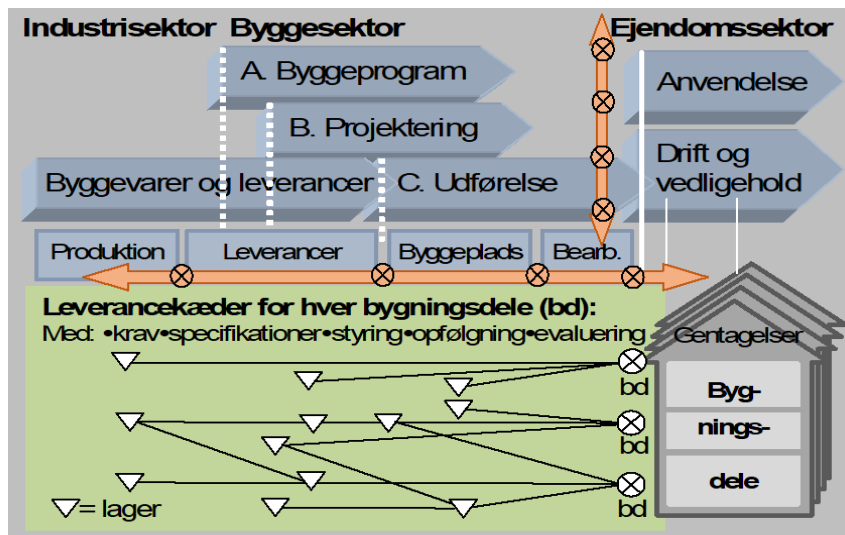 Industrisektor Byggesektor Ejendomssektor
A. Byggeprogram
Anvendelse
B. Projektering
Drift og
vedligehold
Byggevarer og leverancer
C. Udførelse
Produktion
Leverancer
Byggeplads
Bearb.
Leverancekæder for hver bygningsdele (bd):
Med: •krav•specifikationer•styring•opfølgning•evaluering
Gentagelser
bd
bd
bd
Byg-
nings-
dele
= lager